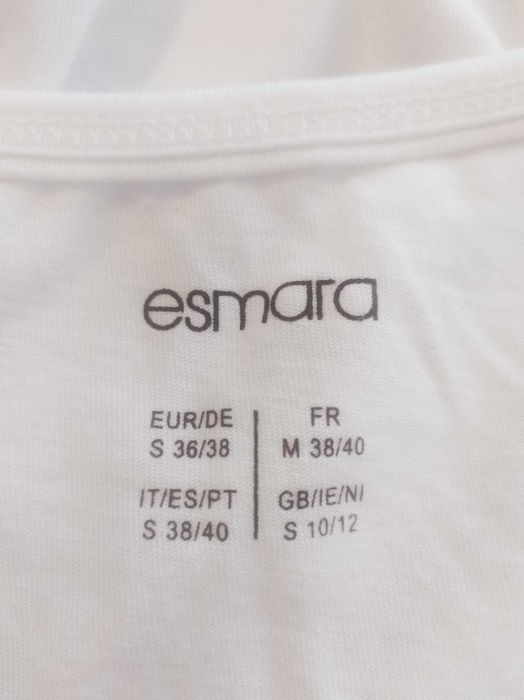 esmara
EUR/DE
S 36/38
FR
M 38/40
IT/ES/PT
S 38/40
GB/IE/NI
S 10/12